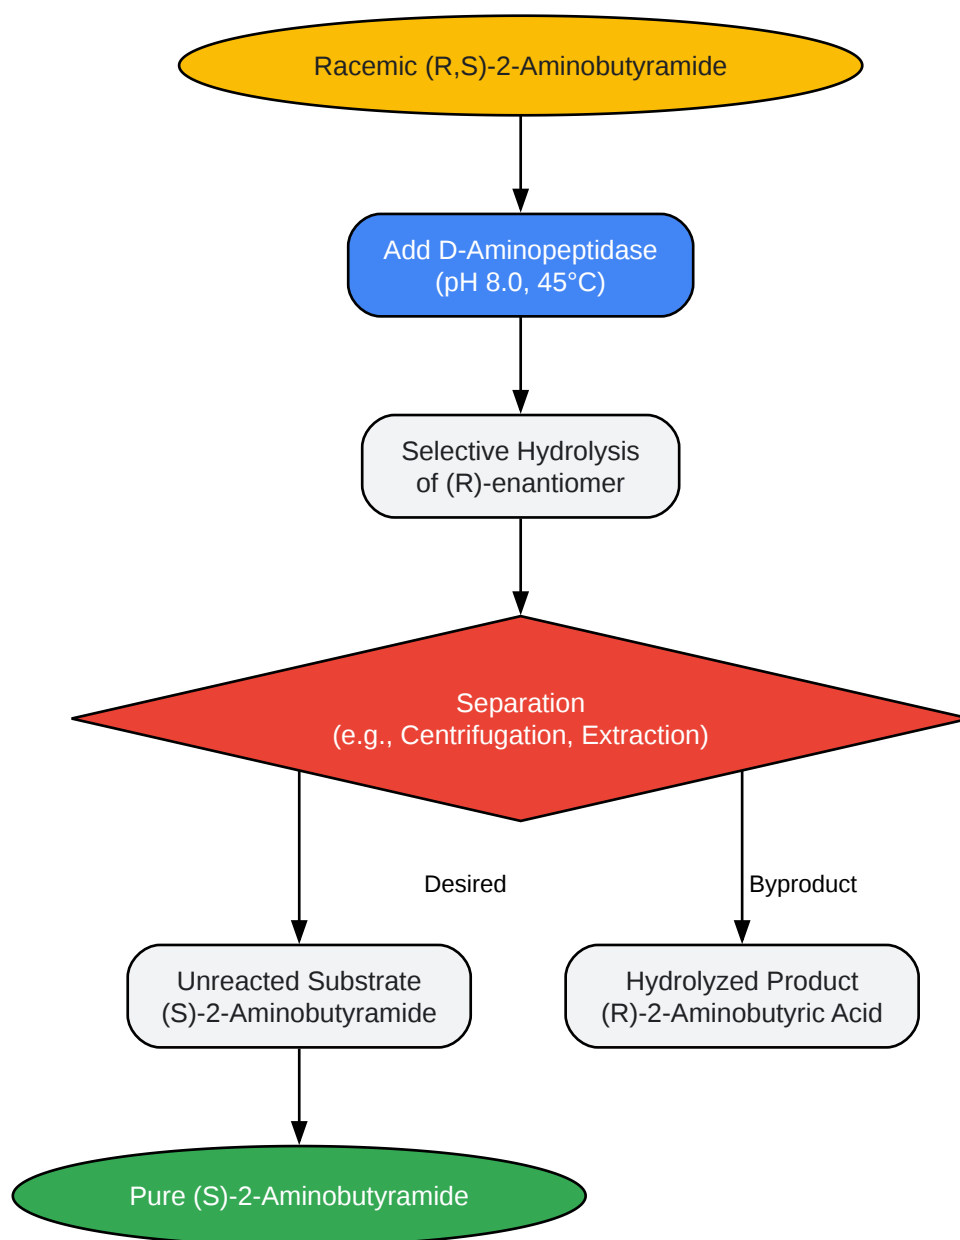 Racemic (R,S)-2-Aminobutyramide
Add D-Aminopeptidase
(pH 8.0, 45°C)
Selective Hydrolysis
of (R)-enantiomer
Separation
(e.g., Centrifugation, Extraction)
Desired
Byproduct
Unreacted Substrate
(S)-2-Aminobutyramide
Hydrolyzed Product
(R)-2-Aminobutyric Acid
Pure (S)-2-Aminobutyramide